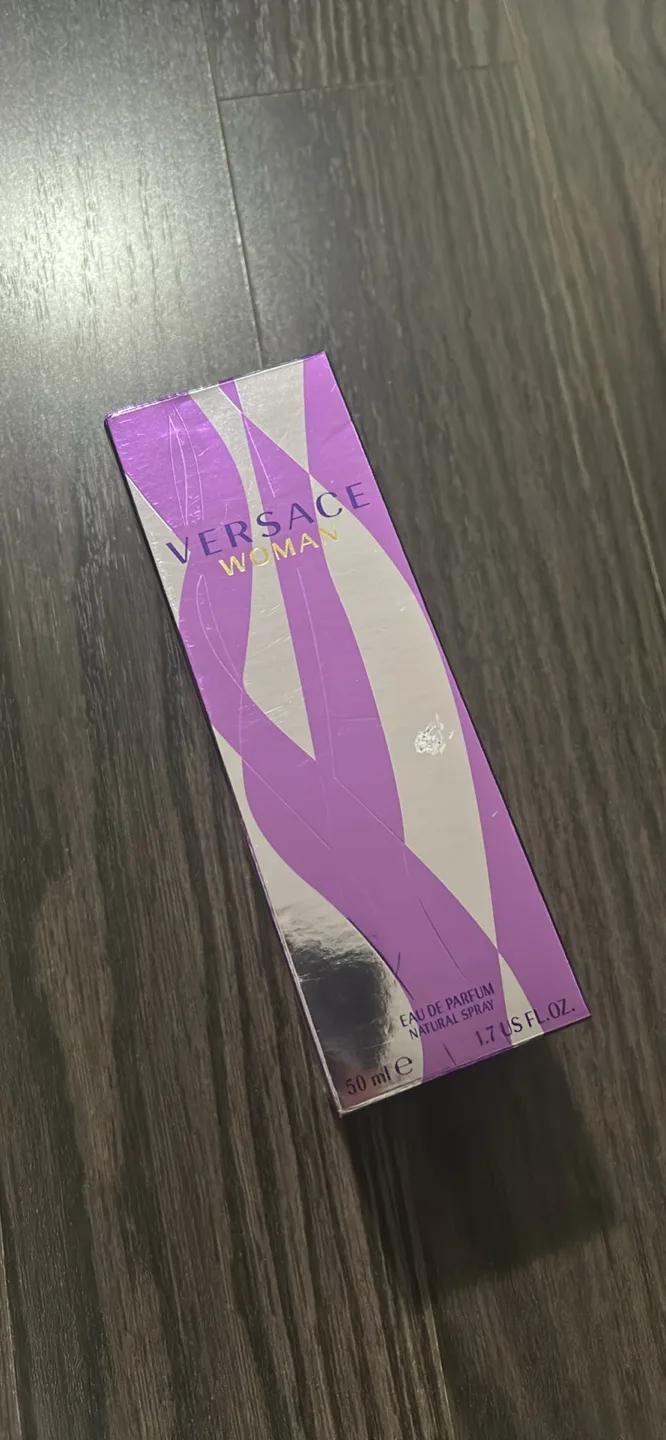 VERSACE
WOMAN
EAU DE PARFUM
NATURAL SPRAY
50 ml e 1.7 US FL.OZ.